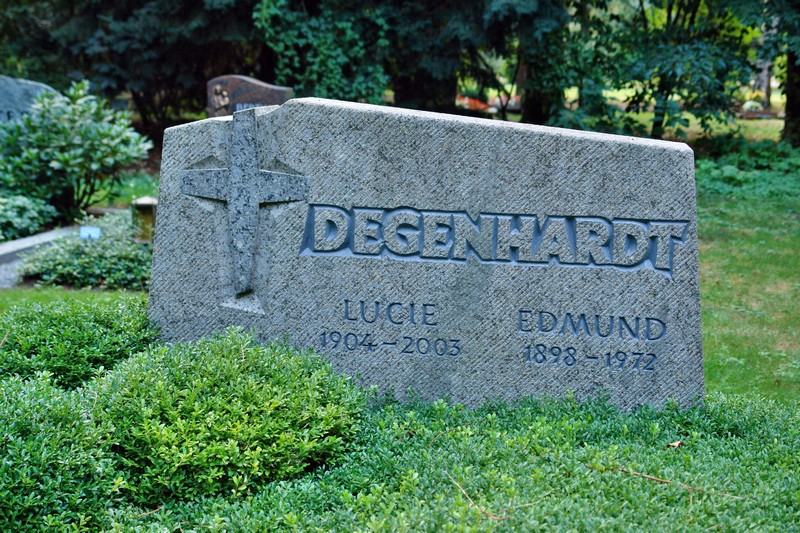 DEGENHARDT
LUCIE EDMUND
1904–2003 1898–1972